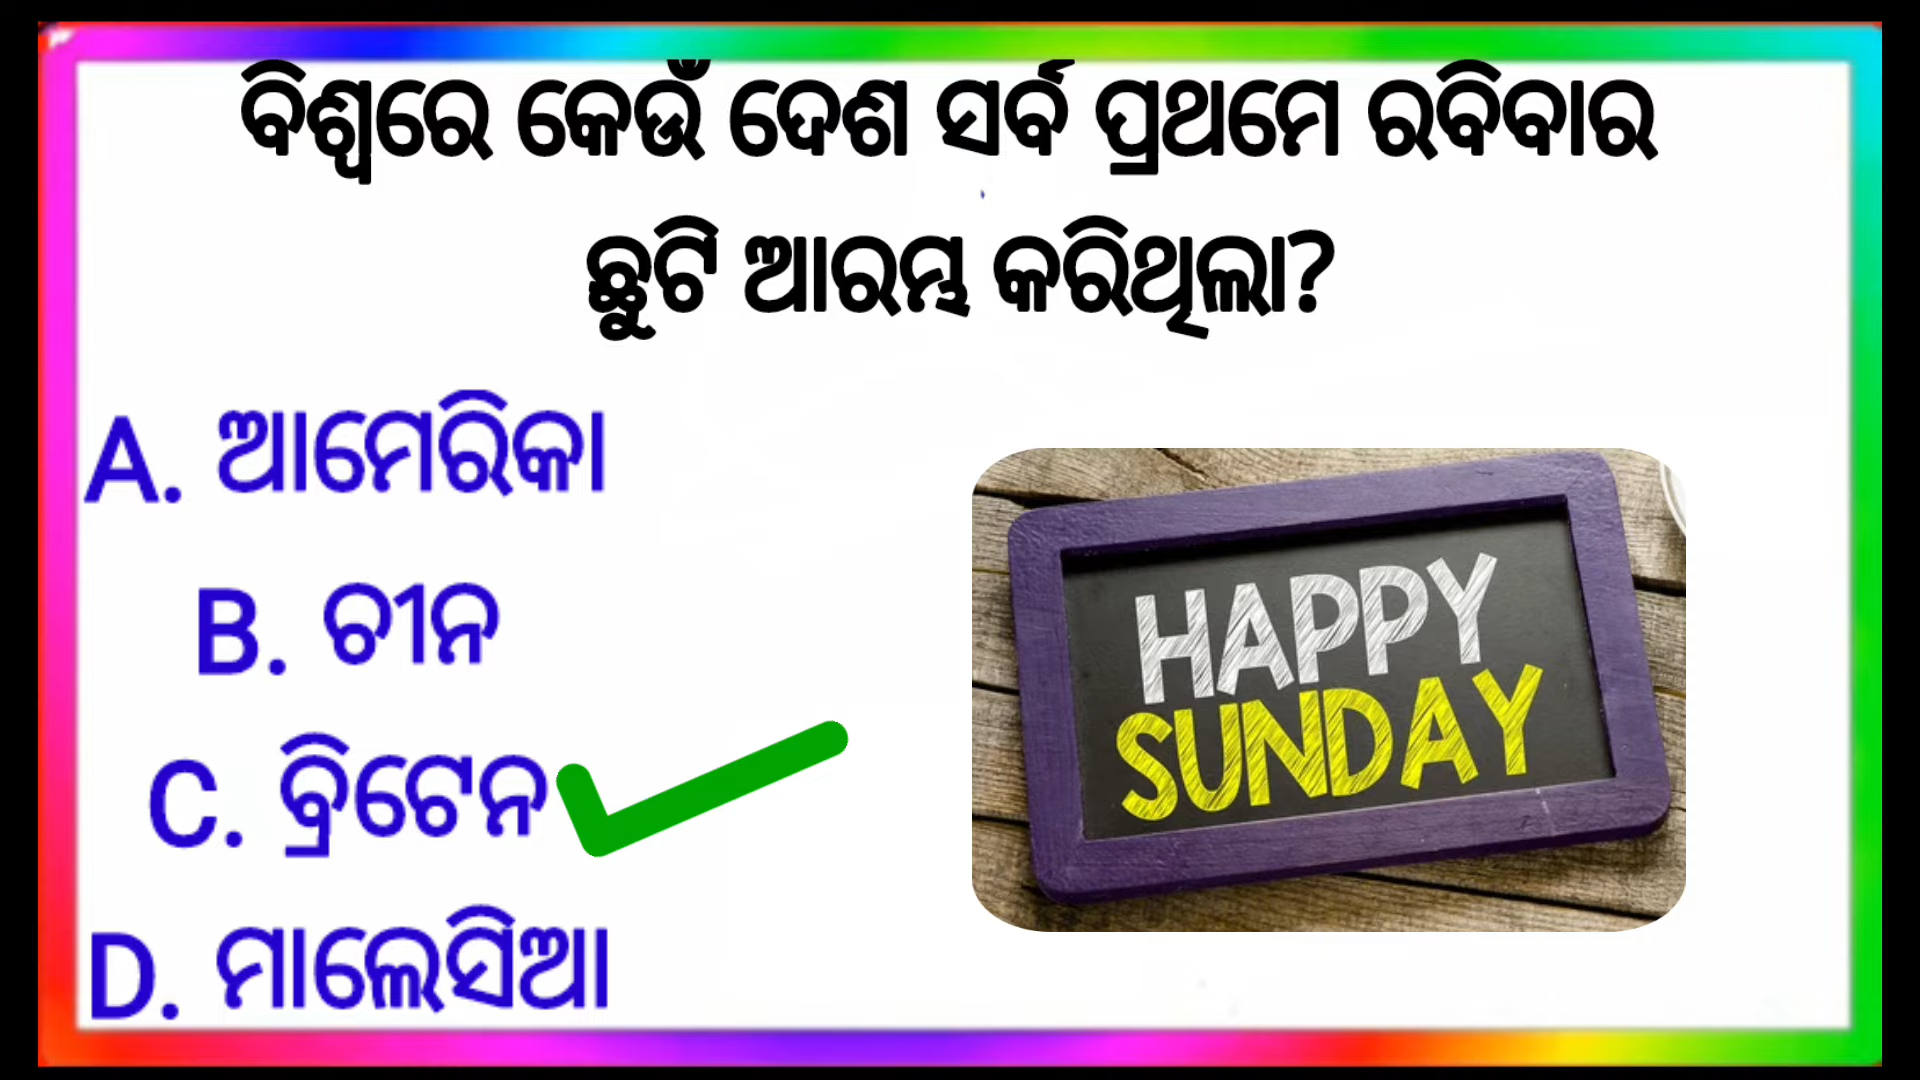 ବିଶ୍ୱରେ କେଉଁ ଦେଶ ସର୍ବ ପ୍ରଥମେ ରବିବାର
ଛୁଟି ଆରମ୍ଭ କରିଥିଲା?
A. ଆମେରିକା
B. ଚୀନ
C. ବ୍ରିଟେନ
D. ମାଲେସିଆ
HAPPY
SUNDAY